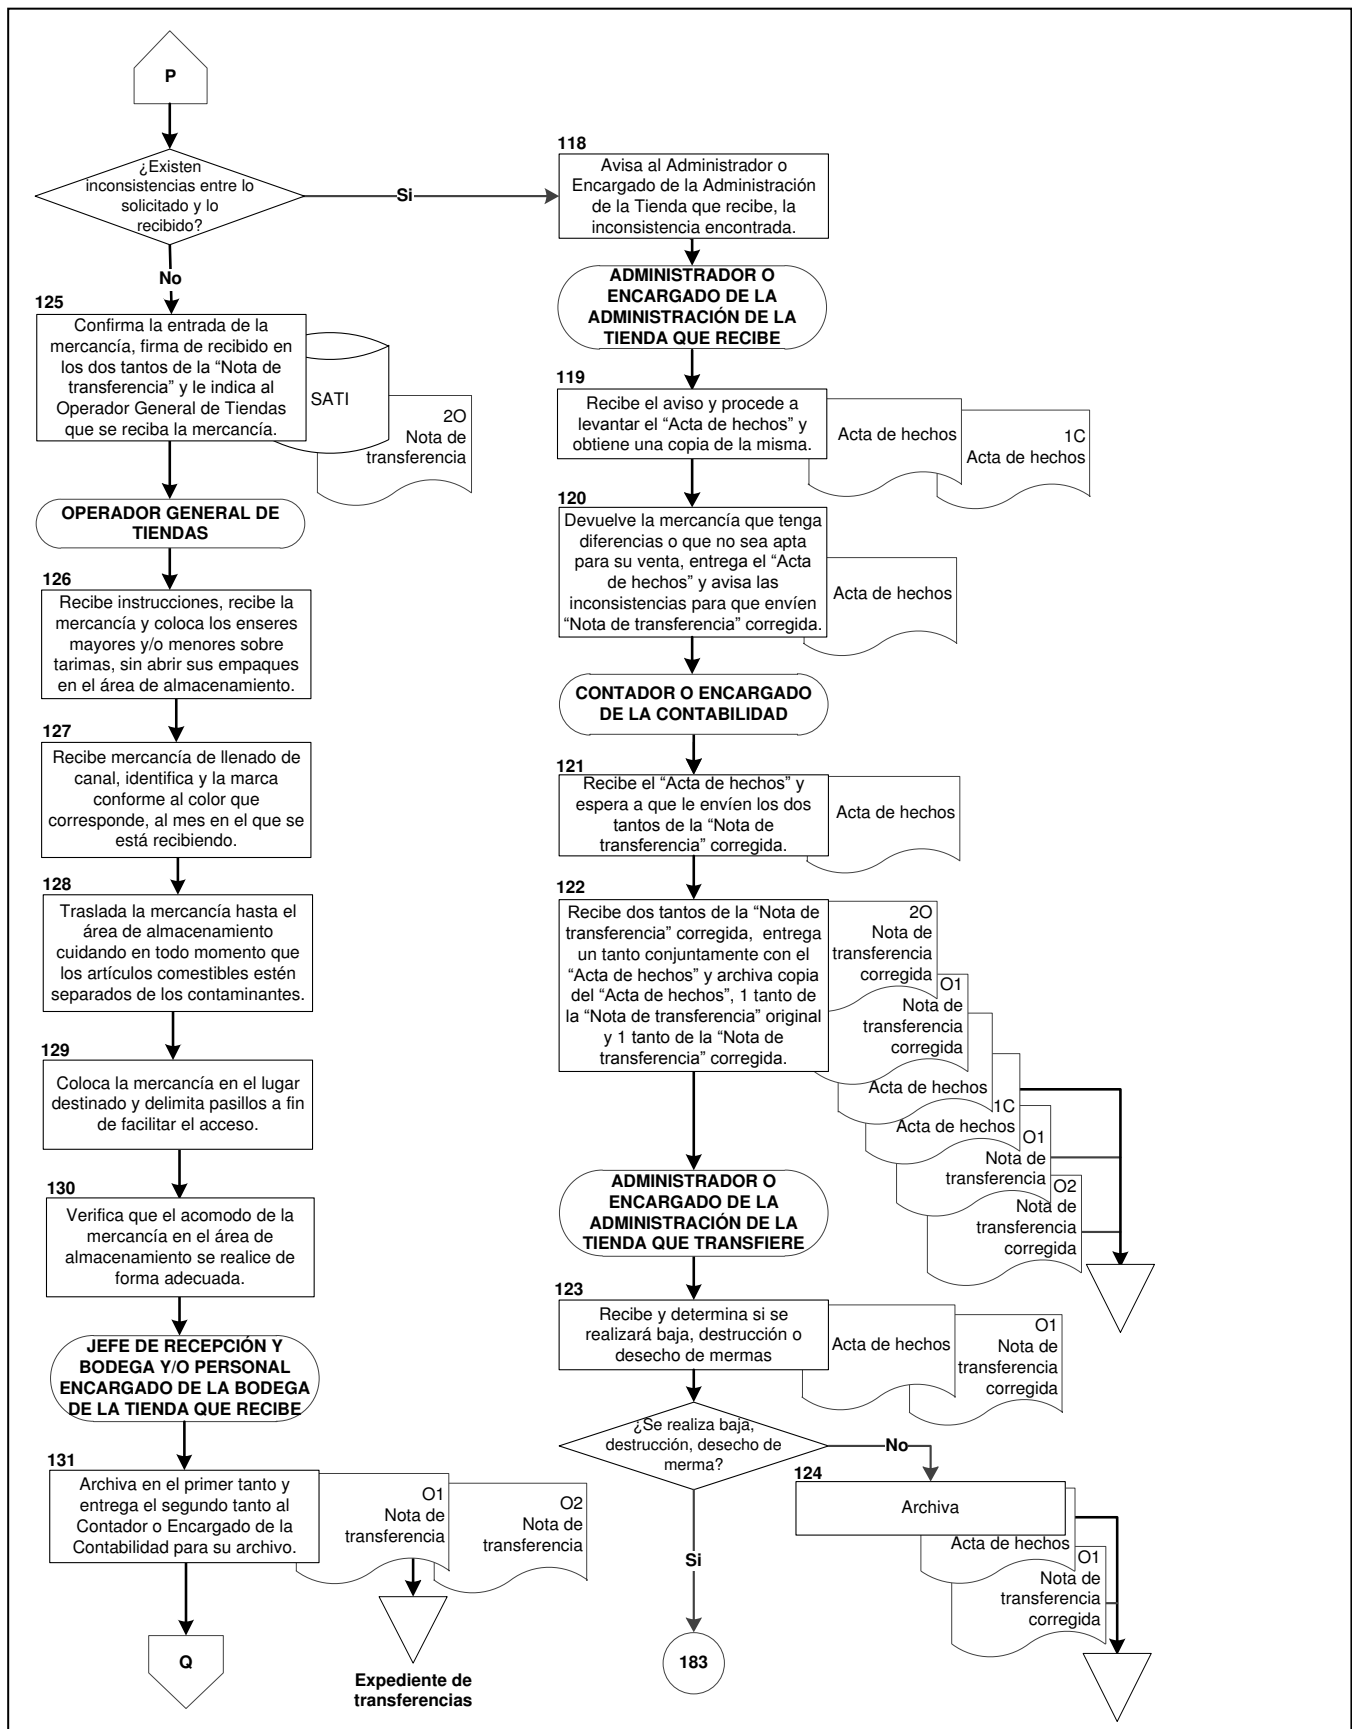 P
¿Existen
inconsistencias entre lo
solicitado y lo
recibido?
Si
No
125
Confirma la entrada de la
mercancía, firma de recibido en
los dos tantos de la “Nota de
transferencia” y le indica al
Operador General de Tiendas
que se reciba la mercancía.
SATI
2O
Nota de
transferencia
OPERADOR GENERAL DE
TIENDAS
126
Recibe instrucciones, recibe la
mercancía y coloca los enseres
mayores y/o menores sobre
tarimas, sin abrir sus empaques
en el área de almacenamiento.
127
Recibe mercancía de llenado de
canal, identifica y la marca
conforme al color que
corresponde, al mes en el que se
está recibiendo.
128
Traslada la mercancía hasta el
área de almacenamiento
cuidando en todo momento que
los artículos comestibles estén
separados de los contaminantes.
129
Coloca la mercancía en el lugar
destinado y delimita pasillos a fin
de facilitar el acceso.
130
Verifica que el acomodo de la
mercancía en el área de
almacenamiento se realice de
forma adecuada.
JEFE DE RECEPCIÓN Y
BODEGA Y/O PERSONAL
ENCARGADO DE LA BODEGA
DE LA TIENDA QUE RECIBE
131
Archiva en el primer tanto y
entrega el segundo tanto al
Contador o Encargado de la
Contabilidad para su archivo.
O1
Nota de
transferencia
O2
Nota de
transferencia
Q
Expediente de
transferencias
118
Avisa al Administrador o
Encargado de la Administración
de la Tienda que recibe, la
inconsistencia encontrada.
ADMINISTRADOR O
ENCARGADO DE LA
ADMINISTRACIÓN DE LA
TIENDA QUE RECIBE
119
Recibe el aviso y procede a
levantar el “Acta de hechos” y
obtiene una copia de la misma.
Acta de hechos
1C
Acta de hechos
120
Devuelve la mercancía que tenga
diferencias o que no sea apta
para su venta, entrega el “Acta
de hechos” y avisa las
inconsistencias para que envíen
“Nota de transferencia” corregida.
Acta de hechos
CONTADOR O ENCARGADO
DE LA CONTABILIDAD
121
Recibe el “Acta de hechos” y
espera a que le envíen los dos
tantos de la “Nota de
transferencia” corregida.
Acta de hechos
122
Recibe dos tantos de la “Nota de
transferencia” corregida, entrega
un tanto conjuntamente con el
“Acta de hechos” y archiva copia
del “Acta de hechos”, 1 tanto de
la “Nota de transferencia” original
y 1 tanto de la “Nota de
transferencia” corregida.
2O
Nota de
transferencia
corregida
O1
Nota de
transferencia
corregida
Acta de hechos
1C
Acta de hechos
O1
Nota de
transferencia
O2
Nota de
transferencia
corregida
ADMINISTRADOR O
ENCARGADO DE LA
ADMINISTRACIÓN DE LA
TIENDA QUE TRANSFIERE
123
Recibe y determina si se
realizará baja, destrucción o
desecho de mermas
Acta de hechos
O1
Nota de
transferencia
corregida
¿Se realiza baja,
destrucción, desecho de
merma?
No
Si
124
Archiva
Acta de hechos
O1
Nota de
transferencia
corregida
183